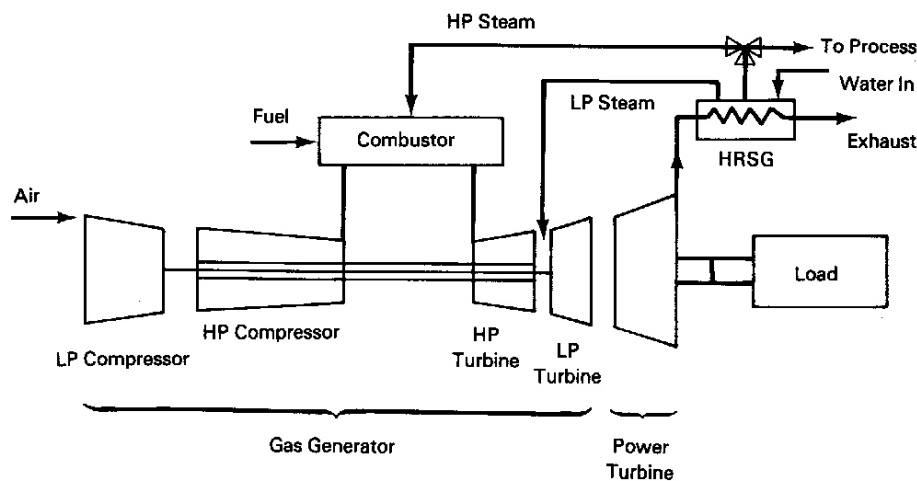 HP Steam
To Process
Water In
LP Steam
Fuel
Combustor
HRSG
Exhaust
Air
Load
HP Compressor
LP Compressor
HP
Turbine
LP
Turbine
Gas Generator
Power
Turbine